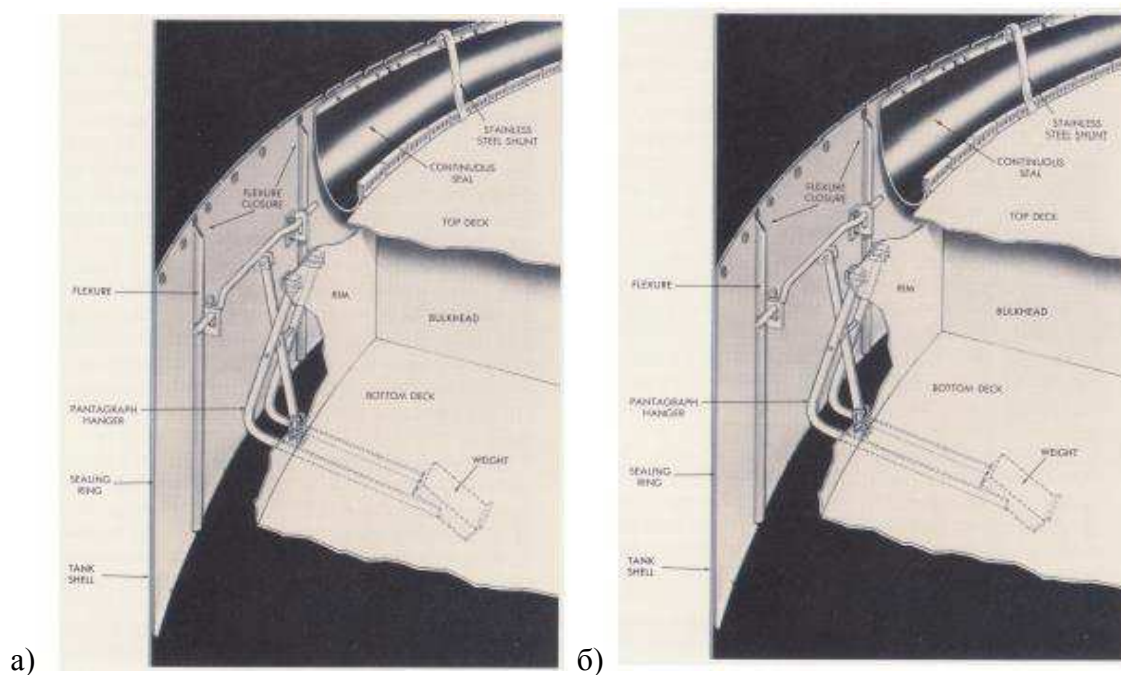 STAINLESS
STEEL SHUNT
CONTINUOUS
SEAL
FLEXURE
CLOSURE
TOP DECK
FLEXURE
RIM
BULKHEAD
BOTTOM DECK
PANTAGRAPH
HANGER
WEIGHT
SEALING
RING
TANK
SHELL
а)
STAINLESS
STEEL SHUNT
CONTINUOUS
SEAL
FLEXURE
CLOSURE
TOP DECK
FLEXURE
RIM
BULKHEAD
BOTTOM DECK
PANTAGRAPH
HANGER
WEIGHT
SEALING
RING
TANK
SHELL
б)